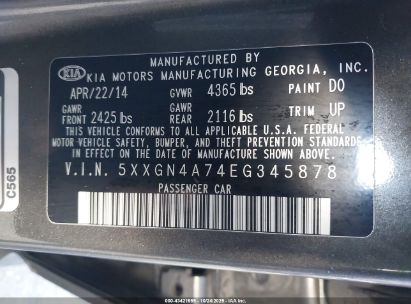 MANUFACTURED BY
KIA KIA MOTORS MANUFACTURING GEORGIA, INC.
APR/22/14 GVWR 4365 lbs PAINT D0
GAWR GAWR
FRONT 2425 lbs REAR 2116 lbs TRIM UP
THIS VEHICLE CONFORMS TO ALL APPLICABLE U.S.A. FEDERAL
MOTOR VEHICLE SAFETY, BUMPER, AND THEFT PREVENTION STANDARDS
IN EFFECT ON THE DATE OF MANUFACTURE SHOWN ABOVE.
V.I.N. 5XXGN4A74EG345878
PASSENGER CAR
C565